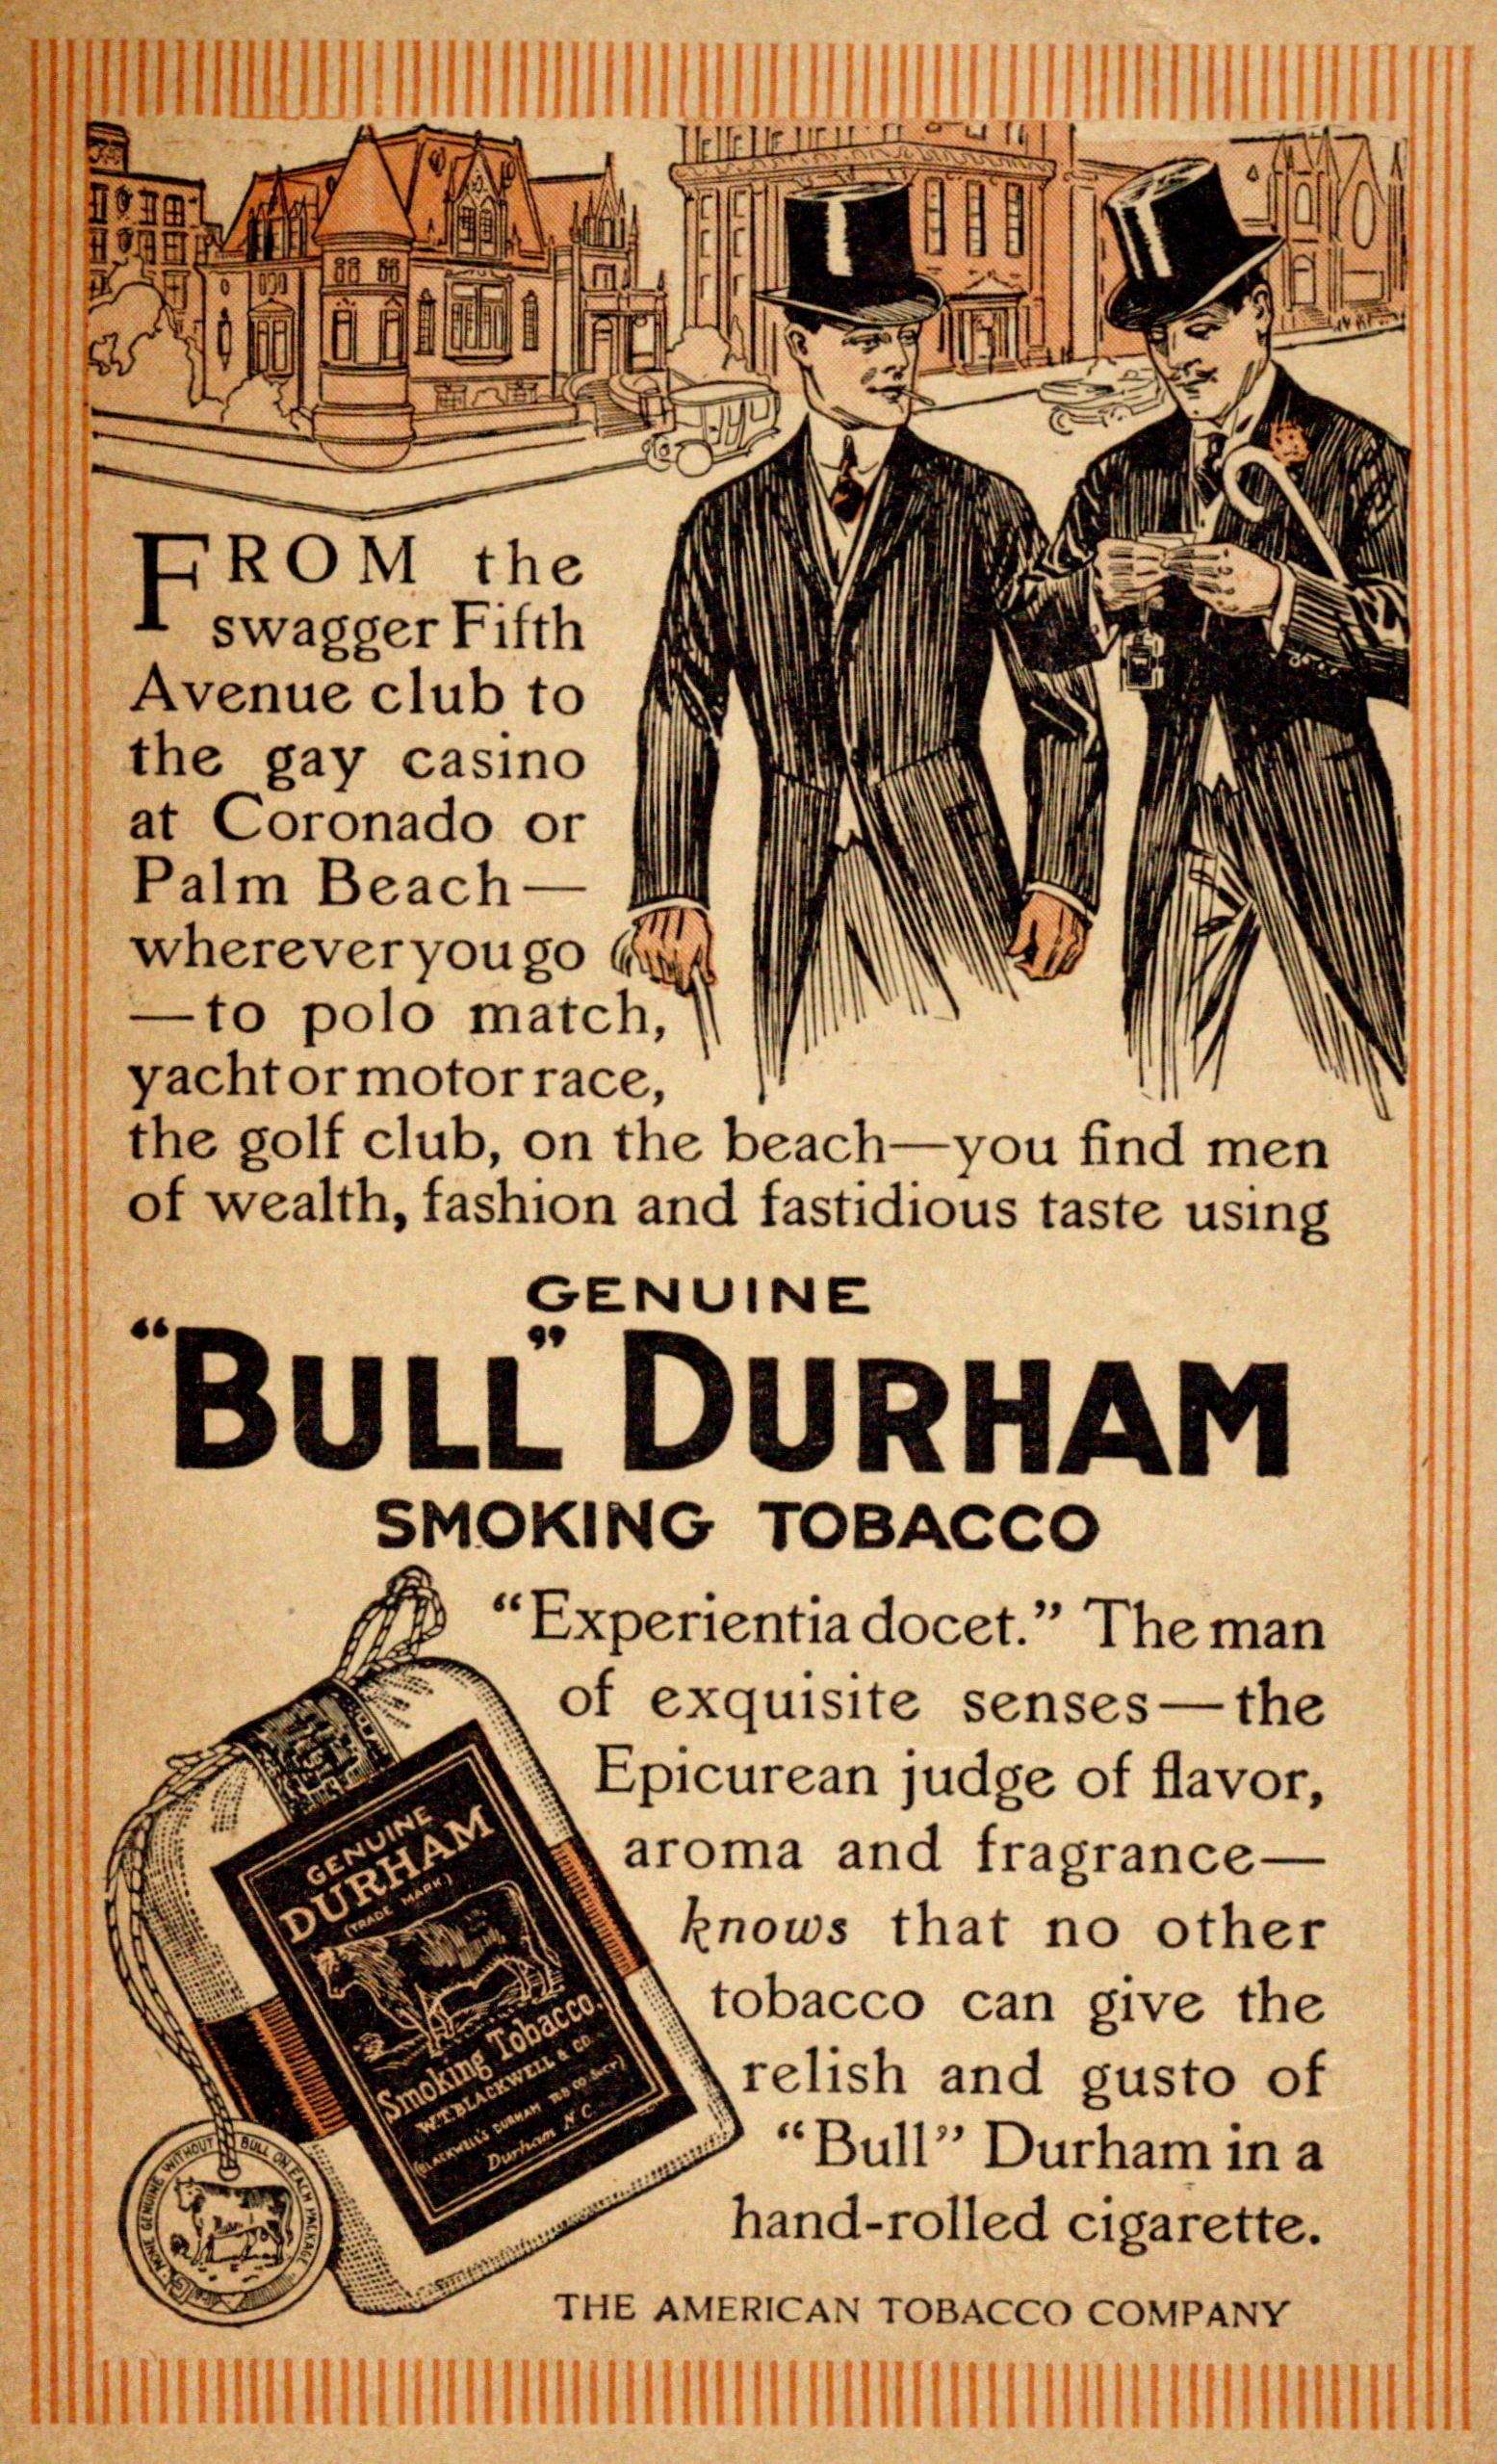 FROM the
swagger Fifth
Avenue club to
the gay casino
at Coronado or
Palm Beach—
wherever you go
—to polo match,
yacht or motor race,
the golf club, on the beach—you find men
of wealth, fashion and fastidious taste using
GENUINE
"BULL" DURHAM
SMOKING TOBACCO
"Experientia docet." The man
of exquisite senses—the
Epicurean judge of flavor,
aroma and fragrance—
knows that no other
tobacco can give the
relish and gusto of
"Bull" Durham in a
hand-rolled cigarette.
GENUINE
DURHAM
(TRADE MARK.)
Smoking Tobacco.
W.T. BLACKWELL & CO.
(BLACKWELL'S DURHAM TOB CO. Suc'r)
Durham N.C.
NONE GENUINE WITHOUT BULL ON EACH PACKAGE
THE AMERICAN TOBACCO COMPANY